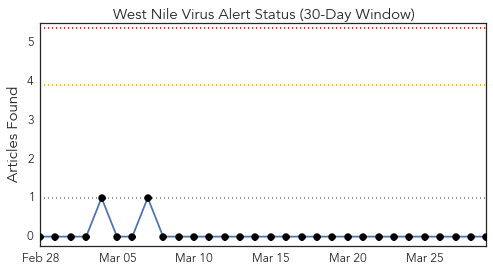 West Nile Virus Alert Status (30-Day Window)
Articles Found
5
4
3
2
1
0
Feb 28
Mar 05
Mar 10
Mar 15
Mar 20
Mar 25